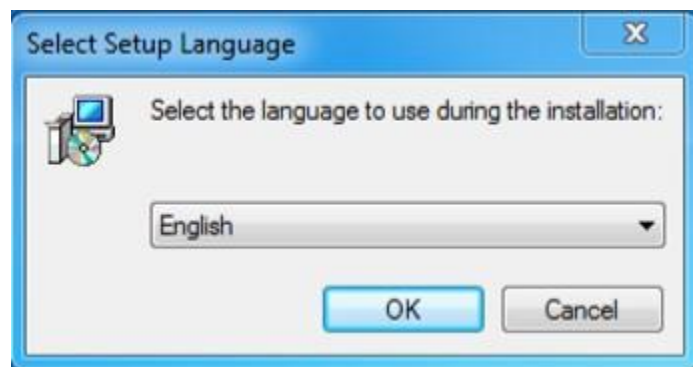 Select Setup Language
Select the language to use during the installation:
English
OK
Cancel